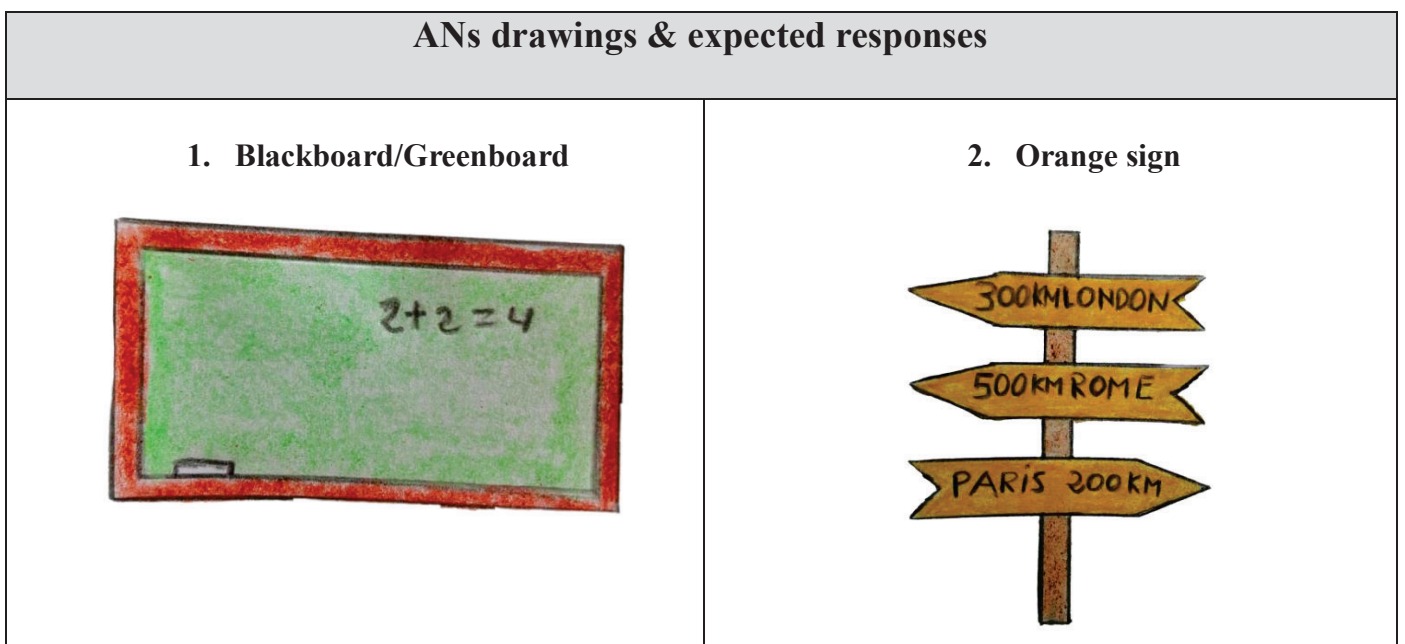 ANs drawings & expected responses
1. Blackboard/Greenboard
2+2=4
2. Orange sign
300KMLONDON
500KMROME
PARiS 200KM